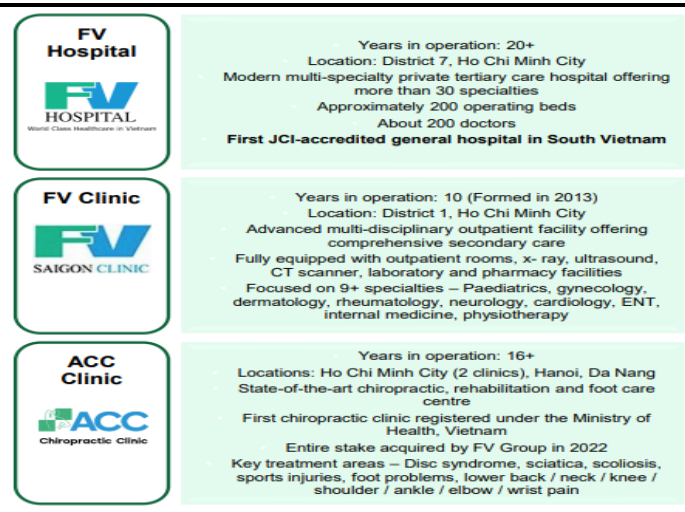 FV
Hospital
FV
HOSPITAL
World Class Healthcare in Vietnam
Years in operation: 20+
Location: District 7, Ho Chi Minh City
Modern multi-specialty private tertiary care hospital offering
more than 30 specialties
Approximately 200 operating beds
About 200 doctors
First JCI-accredited general hospital in South Vietnam
FV Clinic
FV
SAIGON CLINIC
Years in operation: 10 (Formed in 2013)
Location: District 1, Ho Chi Minh City
Advanced multi-disciplinary outpatient facility offering
comprehensive secondary care
Fully equipped with outpatient rooms, x- ray, ultrasound,
CT scanner, laboratory and pharmacy facilities
Focused on 9+ specialties – Paediatrics, gynecology,
dermatology, rheumatology, neurology, cardiology, ENT,
internal medicine, physiotherapy
ACC
Clinic
ACC
Chiropractic Clinic
Years in operation: 16+
Locations: Ho Chi Minh City (2 clinics), Hanoi, Da Nang
State-of-the-art chiropractic, rehabilitation and foot care
centre
First chiropractic clinic registered under the Ministry of
Health, Vietnam
Entire stake acquired by FV Group in 2022
Key treatment areas – Disc syndrome, sciatica, scoliosis,
sports injuries, foot problems, lower back / neck / knee /
shoulder / ankle / elbow / wrist pain